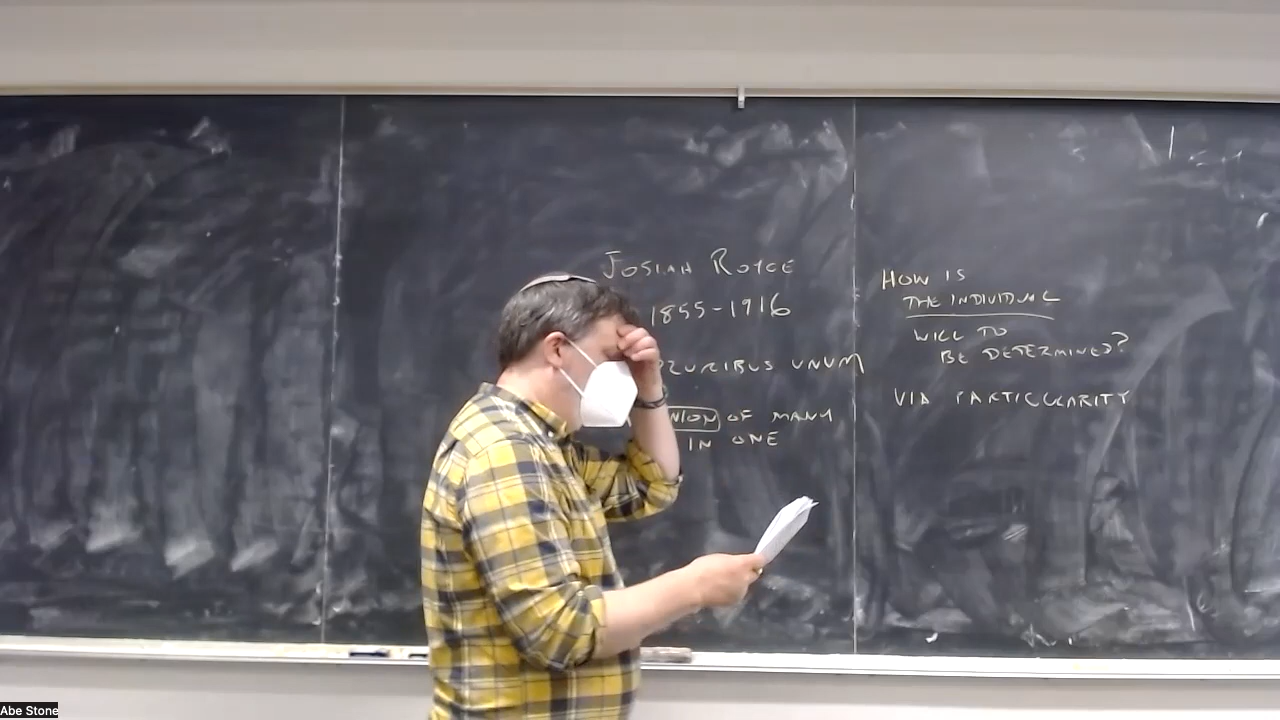 Josiah Royce
1855-1916
PLURIBUS UNUM
NION OF MANY
IN ONE
HOW IS
THE INDIVIDUAL
WILL TO
BE DETERMINED?
VIA PARTICULARITY
Abe Stone